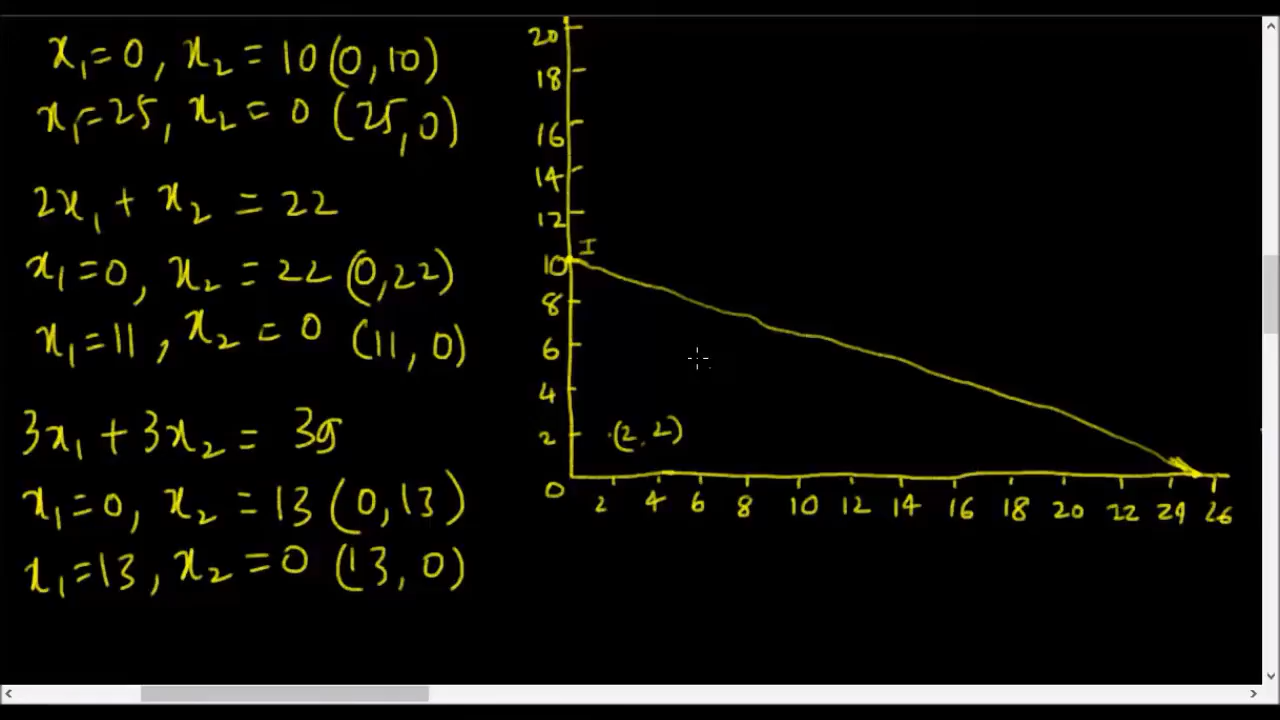 x₁=0, x₂=10 (0,10)
x₁=25, x₂=0 (25,0)
2x₁ + x₂ = 22
x₁=0, x₂=22 (0,22)
x₁=11, x₂=0 (11,0)
3x₁+3x₂= 39
x₁=0, x₂=13 (0,13)
x₁=13, x₂=0 (13,0)
20
18
16
14
12
I
10
8
6
4
2 (2,2)
0 2 4 6 8 10 12 14 16 18 20 22 24 26